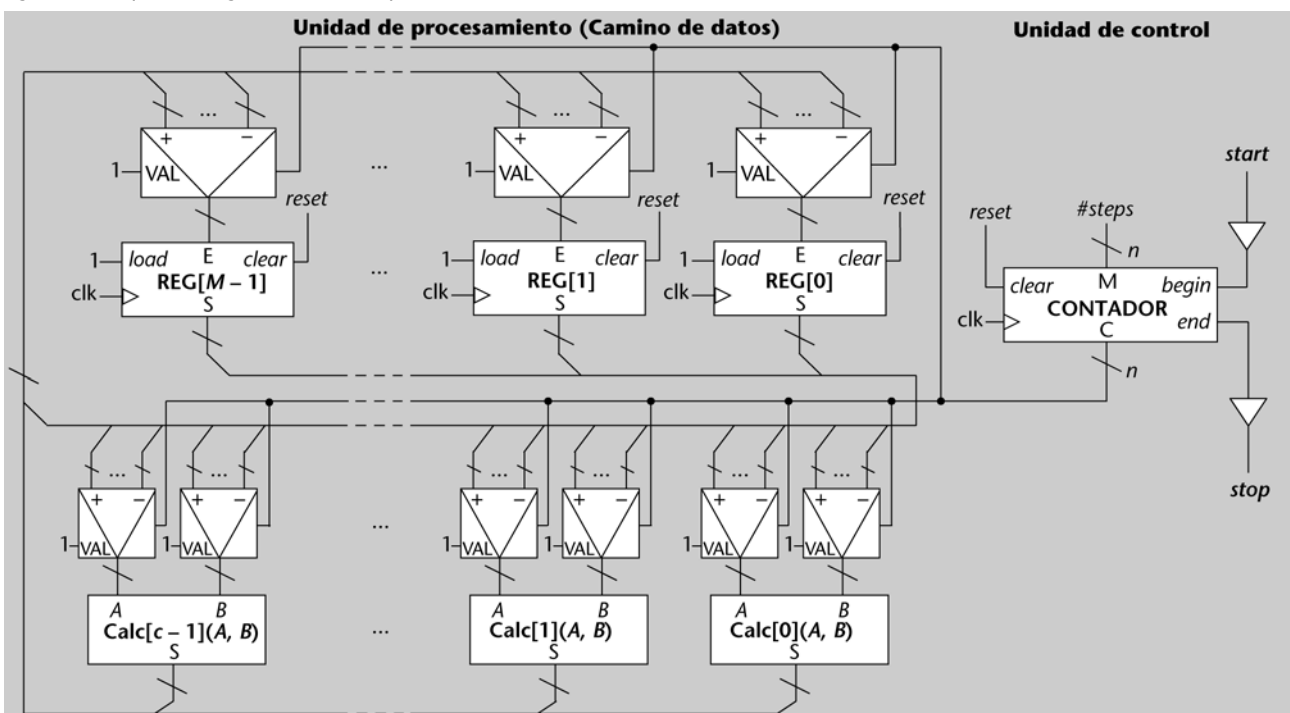 Unidad de procesamiento (Camino de datos) Unidad de control
... ... ...
+ − + − + −
1 VAL ... 1 VAL 1 VAL
start
reset reset reset
reset #steps
n
1 load E clear 1 load E clear 1 load E clear
REG[M – 1] ... REG[1] REG[0]
clk S clk S clk S
clear M begin
clk CONTADOR end
C
n
... ... ... ... ... ...
+ − + − + − + − + − + −
stop
...
1 VAL 1 VAL 1 VAL 1 VAL 1 VAL 1 VAL
A B A B A B
Calc[c – 1](A, B) ... Calc[1](A, B) Calc[0](A, B)
S S S